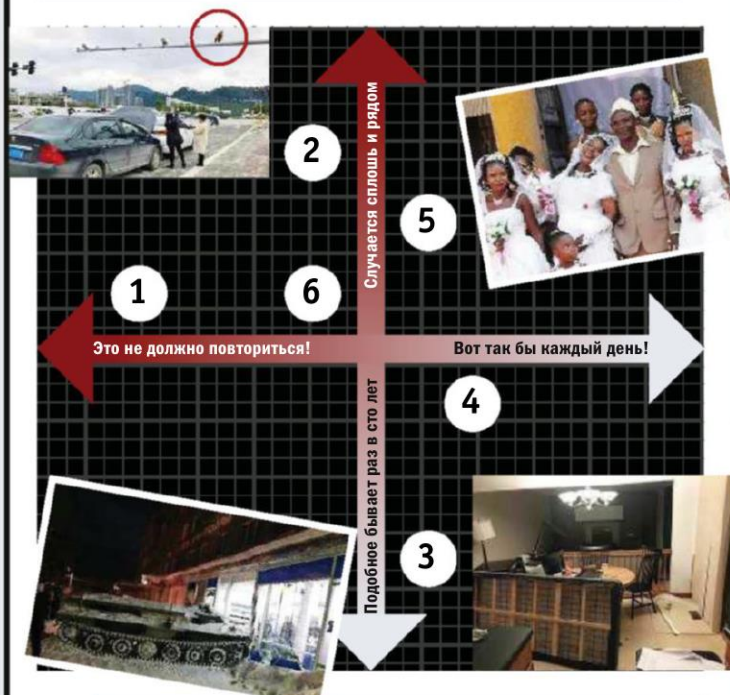 Случается сплошь и рядом
2
5
1
6
Это не должно повториться!
Вот так бы каждый день!
4
Подобное бывает раз в сто лет
3